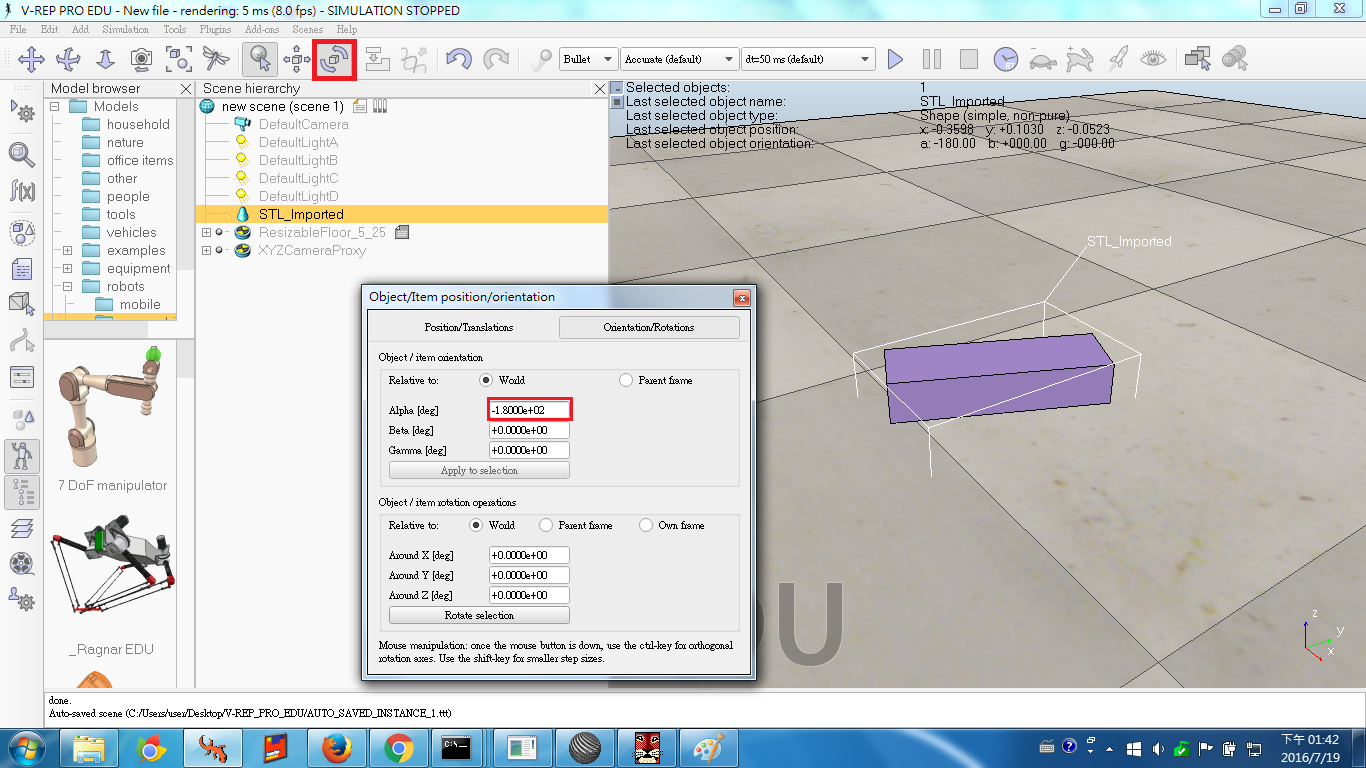 V-REP PRO EDU - New file - rendering: 5 ms (8.0 fps) - SIMULATION STOPPED
File Edit Add Simulation Tools Plugins Add-ons Scenes Help
Bullet Accurate (default) dt=50 ms (default)
RT
Model browser
Models
household
nature
office items
other
people
tools
vehicles
examples
equipment
robots
mobile
7 DoF manipulator
_Ragnar EDU
Scene hierarchy
new scene (scene 1)
DefaultCamera
DefaultLightA
DefaultLightB
DefaultLightC
DefaultLightD
STL_Imported
ResizableFloor_5_25
XYZCameraProxy
Selected objects: 1
Last selected object name: STL_Imported
Last selected object type: Shape (simple, non-pure)
Last selected object position: x: -0.3598 y: +0.1030 z: -0.0523
Last selected object orientation: a: -180.00 b: +000.00 g: -000.00
STL_Imported
Object/Item position/orientation
Position/Translations Orientation/Rotations
Object / item orientation
Relative to: World Parent frame
Alpha [deg] -1.8000e+02
Beta [deg] +0.0000e+00
Gamma [deg] +0.0000e+00
Apply to selection
Object / item rotation operations
Relative to: World Parent frame Own frame
Around X [deg] +0.0000e+00
Around Y [deg] +0.0000e+00
Around Z [deg] +0.0000e+00
Rotate selection
Mouse manipulation: once the mouse button is down, use the ctrl-key for orthogonal
rotation axes. Use the shift-key for smaller step sizes.
U
z
y
x
done.
Auto-saved scene (C:/Users/user/Desktop/V-REP_PRO_EDU/AUTO_SAVED_INSTANCE_1.ttt)
下午 01:42
2016/7/19